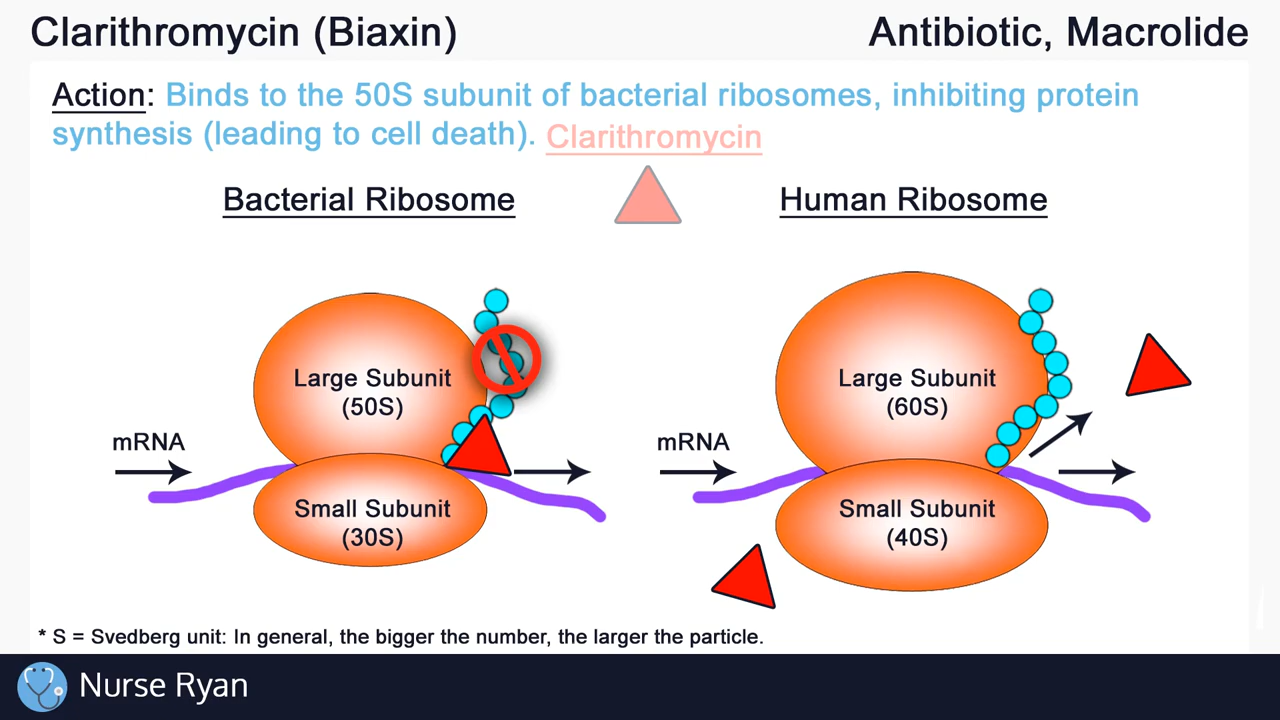 Clarithromycin (Biaxin)
Antibiotic, Macrolide
Action: Binds to the 50S subunit of bacterial ribosomes, inhibiting protein
synthesis (leading to cell death).
Clarithromycin
Bacterial Ribosome
Human Ribosome
Large Subunit
(50S)
mRNA
Small Subunit
(30S)
Large Subunit
(60S)
mRNA
Small Subunit
(40S)
* S = Svedberg unit: In general, the bigger the number, the larger the particle.
Nurse Ryan